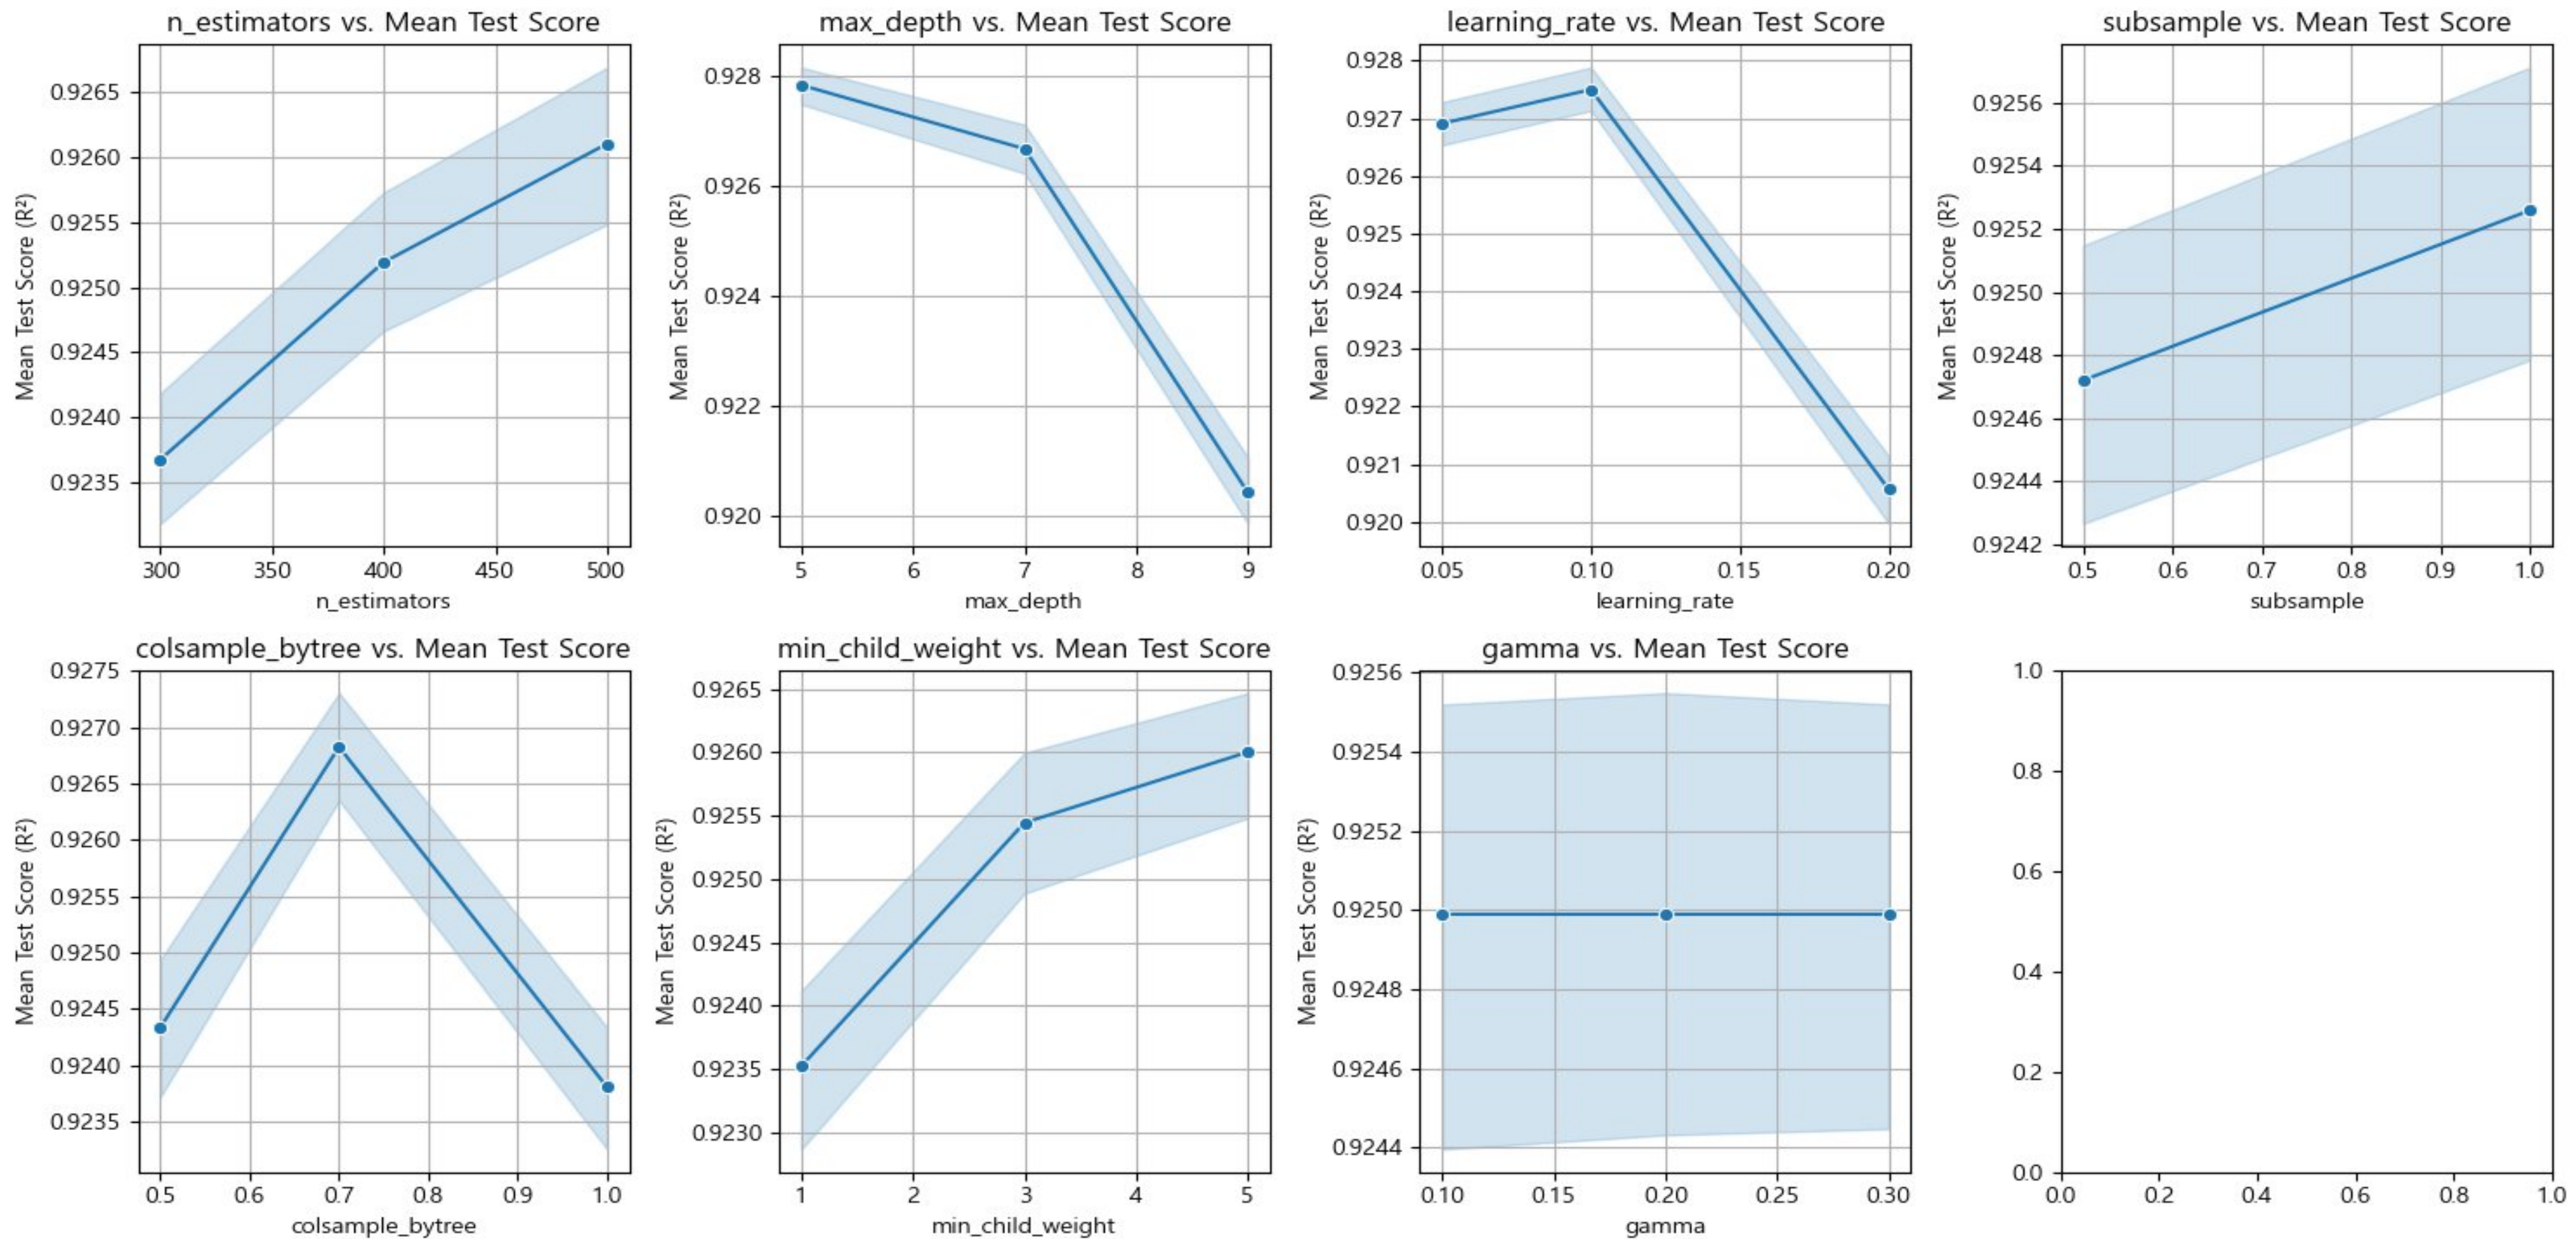 n_estimators vs. Mean Test Score
Mean Test Score (R²)
0.9265
0.9260
0.9255
0.9250
0.9245
0.9240
0.9235
300 350 400 450 500
n_estimators
max_depth vs. Mean Test Score
Mean Test Score (R²)
0.928
0.926
0.924
0.922
0.920
5 6 7 8 9
max_depth
learning_rate vs. Mean Test Score
Mean Test Score (R²)
0.928
0.927
0.926
0.925
0.924
0.923
0.922
0.921
0.920
0.05 0.10 0.15 0.20
learning_rate
subsample vs. Mean Test Score
Mean Test Score (R²)
0.9256
0.9254
0.9252
0.9250
0.9248
0.9246
0.9244
0.9242
0.5 0.6 0.7 0.8 0.9 1.0
subsample
colsample_bytree vs. Mean Test Score
Mean Test Score (R²)
0.9275
0.9270
0.9265
0.9260
0.9255
0.9250
0.9245
0.9240
0.9235
0.5 0.6 0.7 0.8 0.9 1.0
colsample_bytree
min_child_weight vs. Mean Test Score
Mean Test Score (R²)
0.9265
0.9260
0.9255
0.9250
0.9245
0.9240
0.9235
0.9230
1 2 3 4 5
min_child_weight
gamma vs. Mean Test Score
Mean Test Score (R²)
0.9256
0.9254
0.9252
0.9250
0.9248
0.9246
0.9244
0.10 0.15 0.20 0.25 0.30
gamma
1.0
0.8
0.6
0.4
0.2
0.0
0.0 0.2 0.4 0.6 0.8 1.0